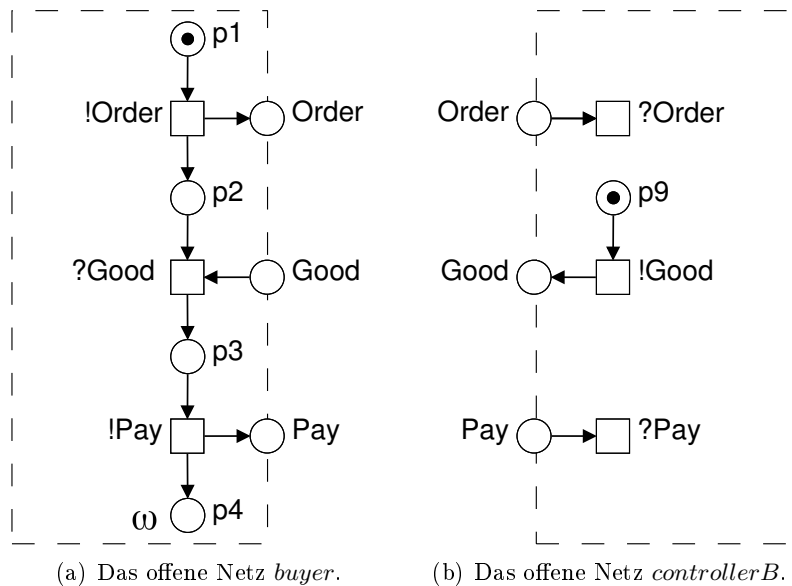 p1
!Order Order
p2
?Good Good
p3
!Pay Pay
ω p4
(a) Das offene Netz buyer.
Order ?Order
p9
Good !Good
Pay ?Pay
(b) Das offene Netz controllerB.